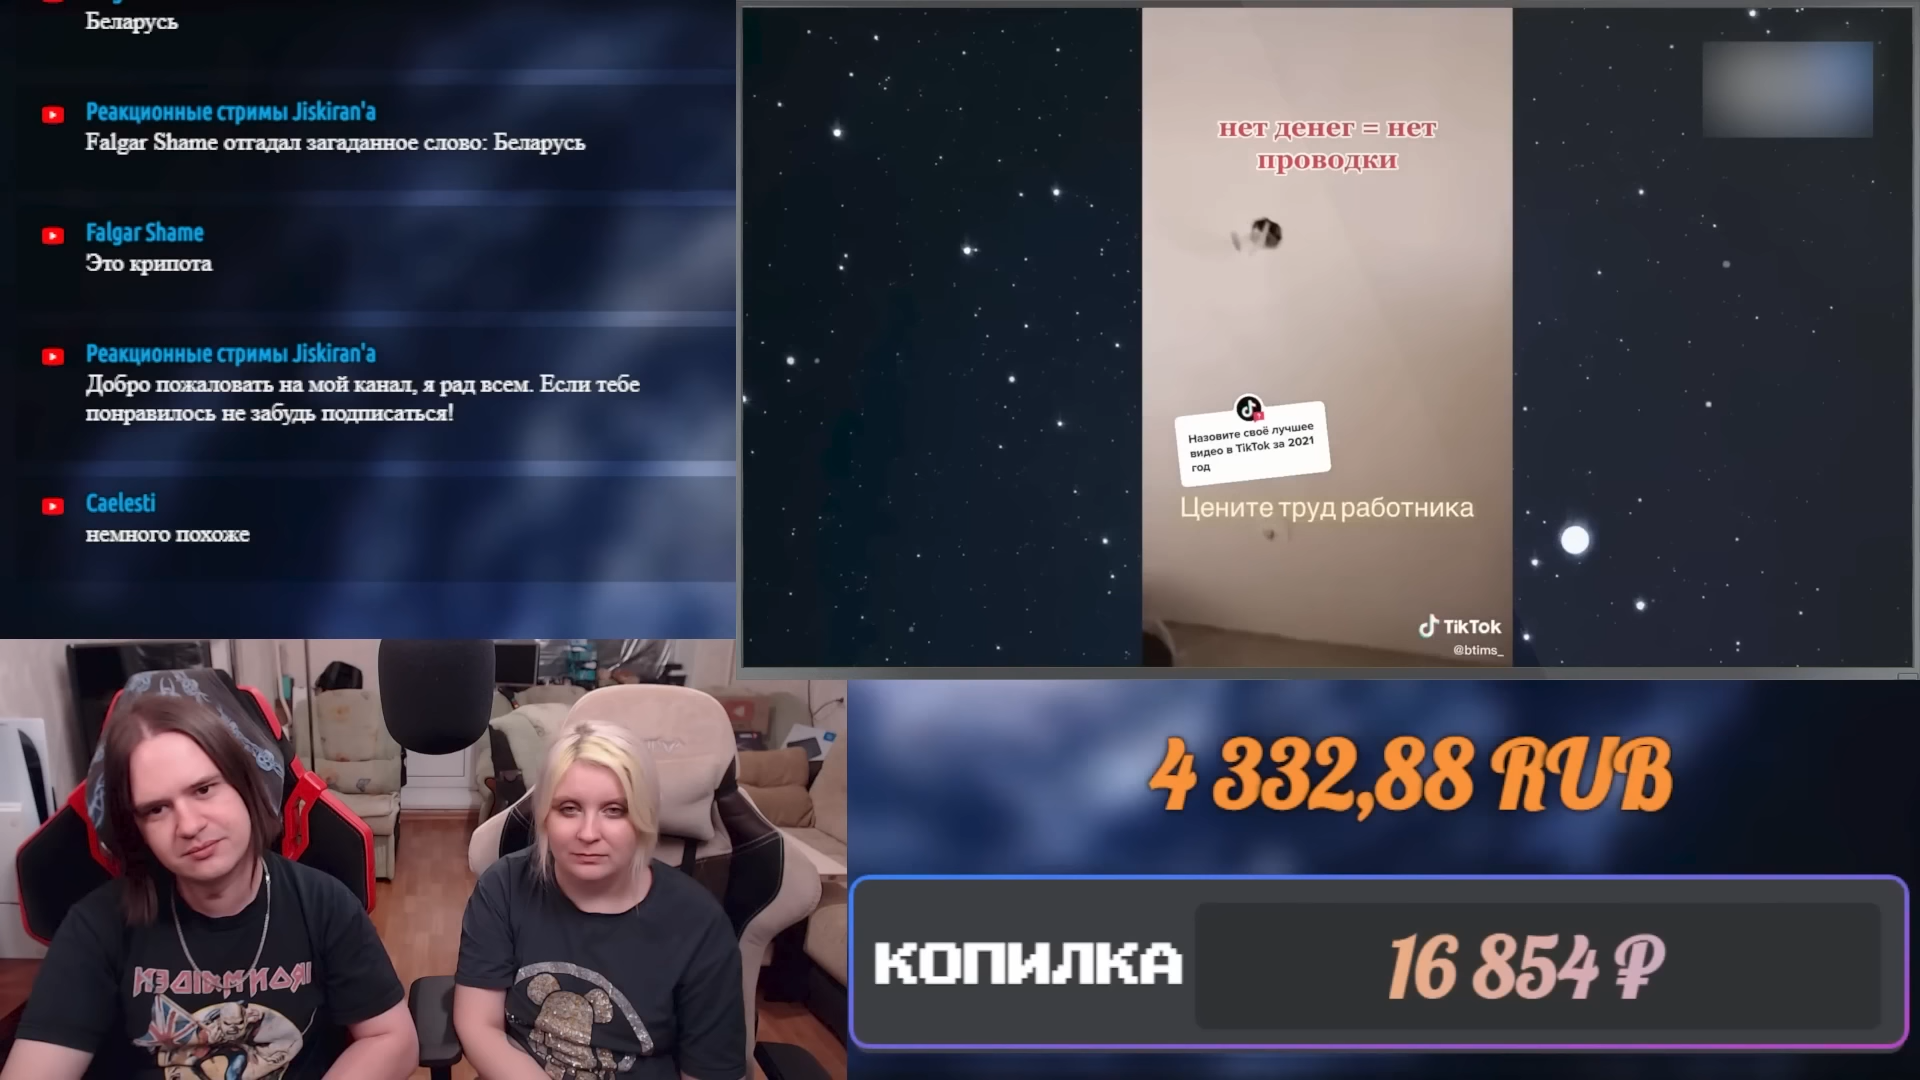 Беларусь
Реакционные стримы Jiskiran'a
Falgar Shame отгадал загаданное слово: Беларусь
Falgar Shame
Это крипота
Реакционные стримы Jiskiran'a
Добро пожаловать на мой канал, я рад всем. Если тебе
понравилось не забудь подписаться!
Caelesti
немного похоже
нет денег = нет
проводки
Назовите своё лучшее
видео в TikTok за 2021
год
Цените труд работника
TikTok
@btims_
4 332,88 RUB
КОПИЛКА
16 854 ₽